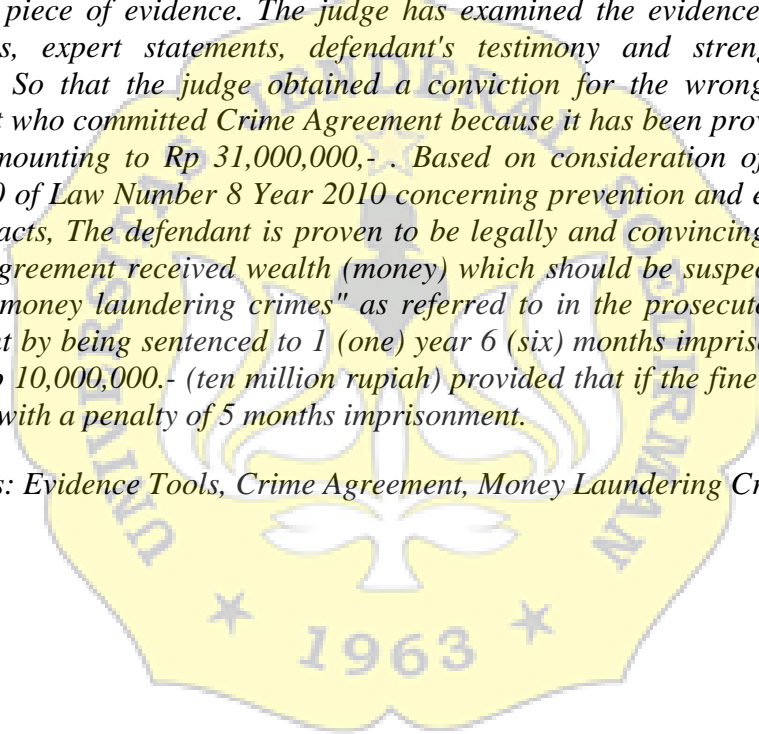 piece of evidence. The judge has examined the evidence
s, expert statements, defendant's testimony and streng
So that the judge obtained a conviction for the wrong
t who committed Crime Agreement because it has been prov
mounting to Rp 31,000,000,- . Based on consideration of
0 of Law Number 8 Year 2010 concerning prevention and e
acts, The defendant is proven to be legally and convincing
greement received wealth (money) which should be suspec
money laundering crimes" as referred to in the prosecut
t by being sentenced to 1 (one) year 6 (six) months impris
p 10,000,000.- (ten million rupiah) provided that if the fine
with a penalty of 5 months imprisonment.
s: Evidence Tools, Crime Agreement, Money Laundering Cr
UNIVERSITAS JENDERAL SOEDIRMAN
1963